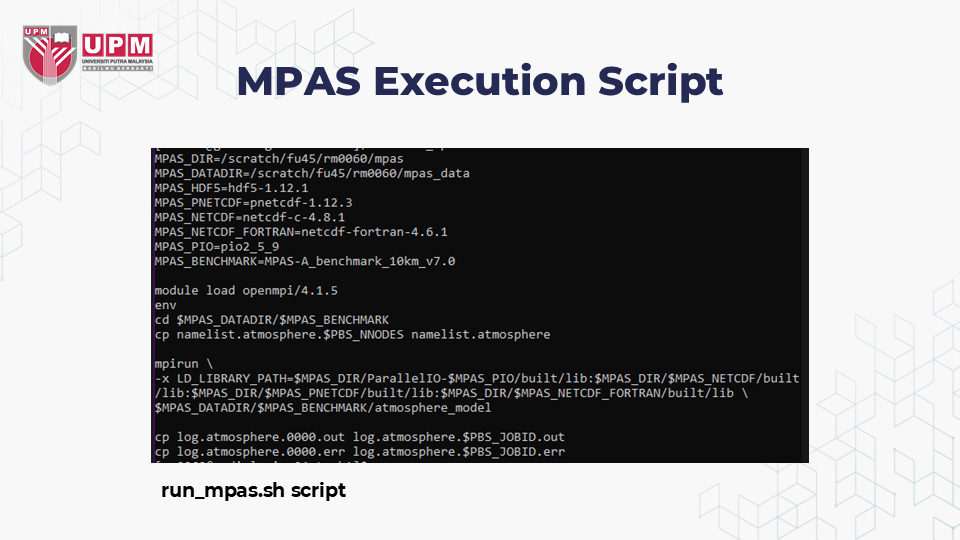 UPM
UPM
UNIVERSITI PUTRA MALAYSIA
BERILMU BERBAKTI
MPAS Execution Script
MPAS_DIR=/scratch/fu45/rm0060/mpas
MPAS_DATADIR=/scratch/fu45/rm0060/mpas_data
MPAS_HDF5=hdf5-1.12.1
MPAS_PNETCDF=pnetcdf-1.12.3
MPAS_NETCDF=netcdf-c-4.8.1
MPAS_NETCDF_FORTRAN=netcdf-fortran-4.6.1
MPAS_PIO=pio2_5_9
MPAS_BENCHMARK=MPAS-A_benchmark_10km_v7.0
module load openmpi/4.1.5
env
cd $MPAS_DATADIR/$MPAS_BENCHMARK
cp namelist.atmosphere.$PBS_NNODES namelist.atmosphere
mpirun \
-x LD_LIBRARY_PATH=$MPAS_DIR/ParallelIO-$MPAS_PIO/built/lib:$MPAS_DIR/$MPAS_NETCDF/built
/lib:$MPAS_DIR/$MPAS_PNETCDF/built/lib:$MPAS_DIR/$MPAS_NETCDF_FORTRAN/built/lib \
$MPAS_DATADIR/$MPAS_BENCHMARK/atmosphere_model
cp log.atmosphere.0000.out log.atmosphere.$PBS_JOBID.out
cp log.atmosphere.0000.err log.atmosphere.$PBS_JOBID.err
run_mpas.sh script